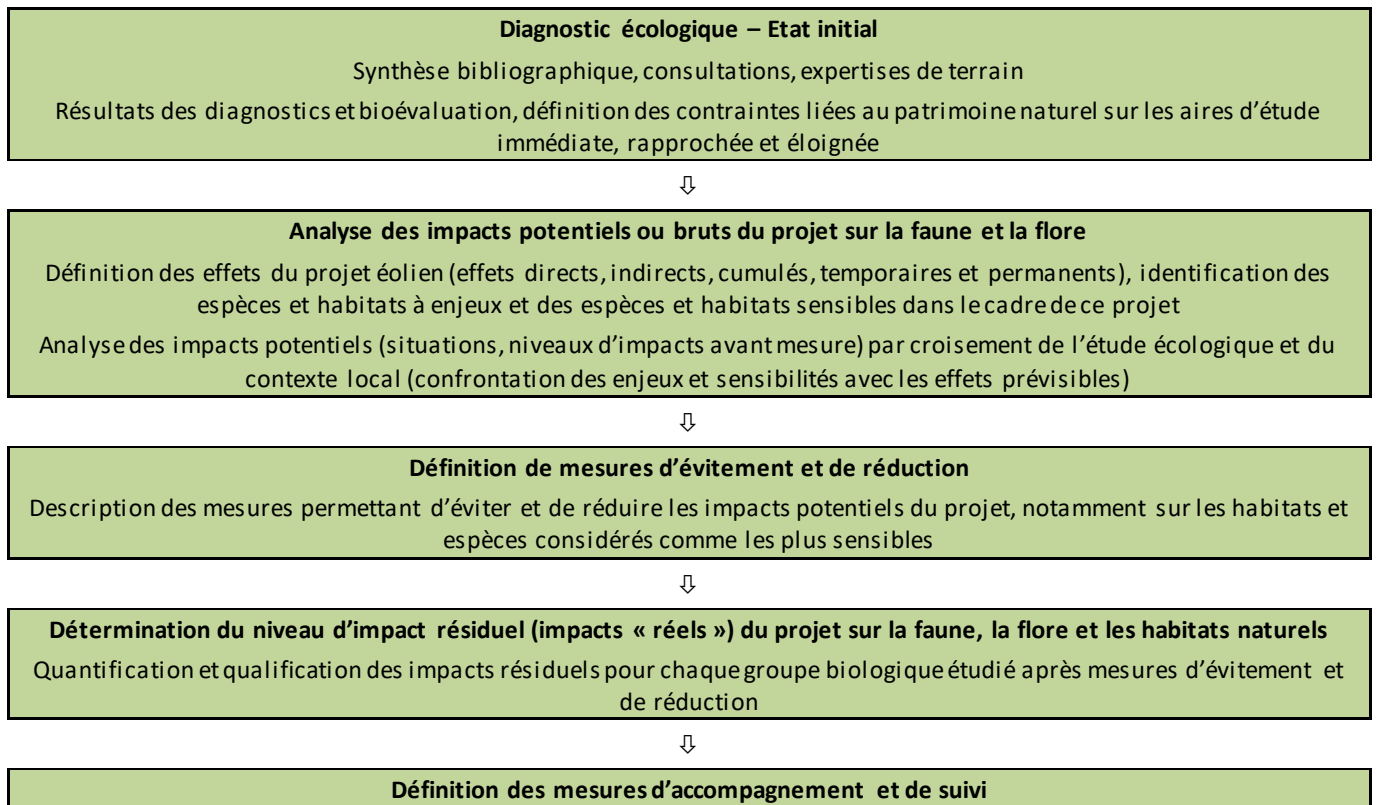 Diagnostic écologique – Etat initial
Synthèse bibliographique, consultations, expertises de terrain
Résultats des diagnostics et bioévaluation, définition des contraintes liées au patrimoine naturel sur les aires d’étude
immédiate, rapprochée et éloignée
⇩
Analyse des impacts potentiels ou bruts du projet sur la faune et la flore
Définition des effets du projet éolien (effets directs, indirects, cumulés, temporaires et permanents), identification des
espèces et habitats à enjeux et des espèces et habitats sensibles dans le cadre de ce projet
Analyse des impacts potentiels (situations, niveaux d’impacts avant mesure) par croisement de l’étude écologique et du
contexte local (confrontation des enjeux et sensibilités avec les effets prévisibles)
⇩
Définition de mesures d’évitement et de réduction
Description des mesures permettant d’éviter et de réduire les impacts potentiels du projet, notamment sur les habitats et
espèces considérés comme les plus sensibles
⇩
Détermination du niveau d’impact résiduel (impacts « réels ») du projet sur la faune, la flore et les habitats naturels
Quantification et qualification des impacts résiduels pour chaque groupe biologique étudié après mesures d’évitement et
de réduction
⇩
Définition des mesures d’accompagnement et de suivi